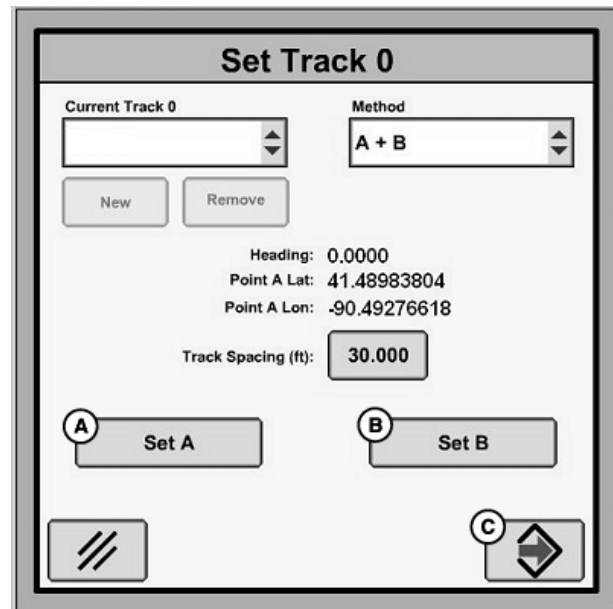 Set Track 0
Current Track 0 Method
A + B
New Remove
Heading: 0.0000
Point A Lat: 41.48983804
Point A Lon: -90.49276618
Track Spacing (ft): 30.000
A B
Set A Set B
C